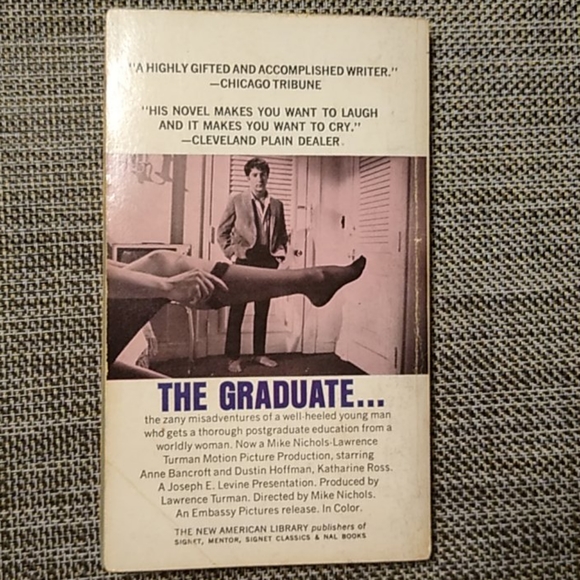 "A HIGHLY GIFTED AND ACCOMPLISHED WRITER."
—CHICAGO TRIBUNE
"HIS NOVEL MAKES YOU WANT TO LAUGH
AND IT MAKES YOU WANT TO CRY."
—CLEVELAND PLAIN DEALER.
THE GRADUATE...
the zany misadventures of a well-heeled young man
who gets a thorough postgraduate education from a
worldly woman. Now a Mike Nichols-Lawrence
Turman Motion Picture Production, starring
Anne Bancroft and Dustin Hoffman, Katharine Ross.
A Joseph E. Levine Presentation. Produced by
Lawrence Turman. Directed by Mike Nichols.
An Embassy Pictures release. In Color.
THE NEW AMERICAN LIBRARY publishers of
SIGNET, MENTOR, SIGNET CLASSICS & NAL BOOKS